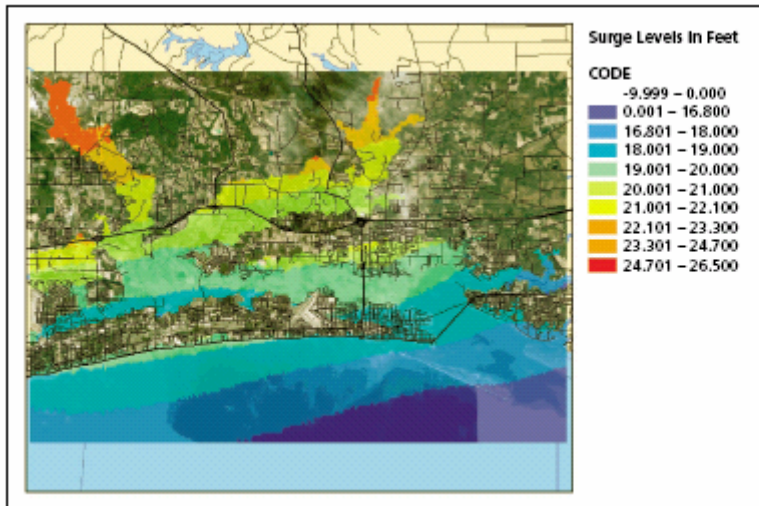 Surge Levels In Feet
CODE
-9.999 – 0.000
0.001 – 16.800
16.801 – 18.000
18.001 – 19.000
19.001 – 20.000
20.001 – 21.000
21.001 – 22.100
22.101 – 23.300
23.301 – 24.700
24.701 – 26.500